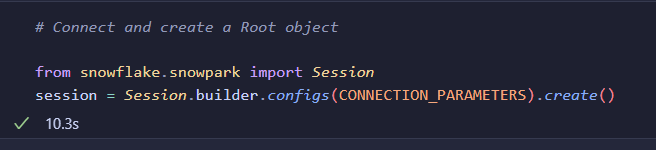 # Connect and create a Root object
from snowflake.snowpark import Session
session = Session.builder.configs(CONNECTION_PARAMETERS).create()
✓ 10.3s